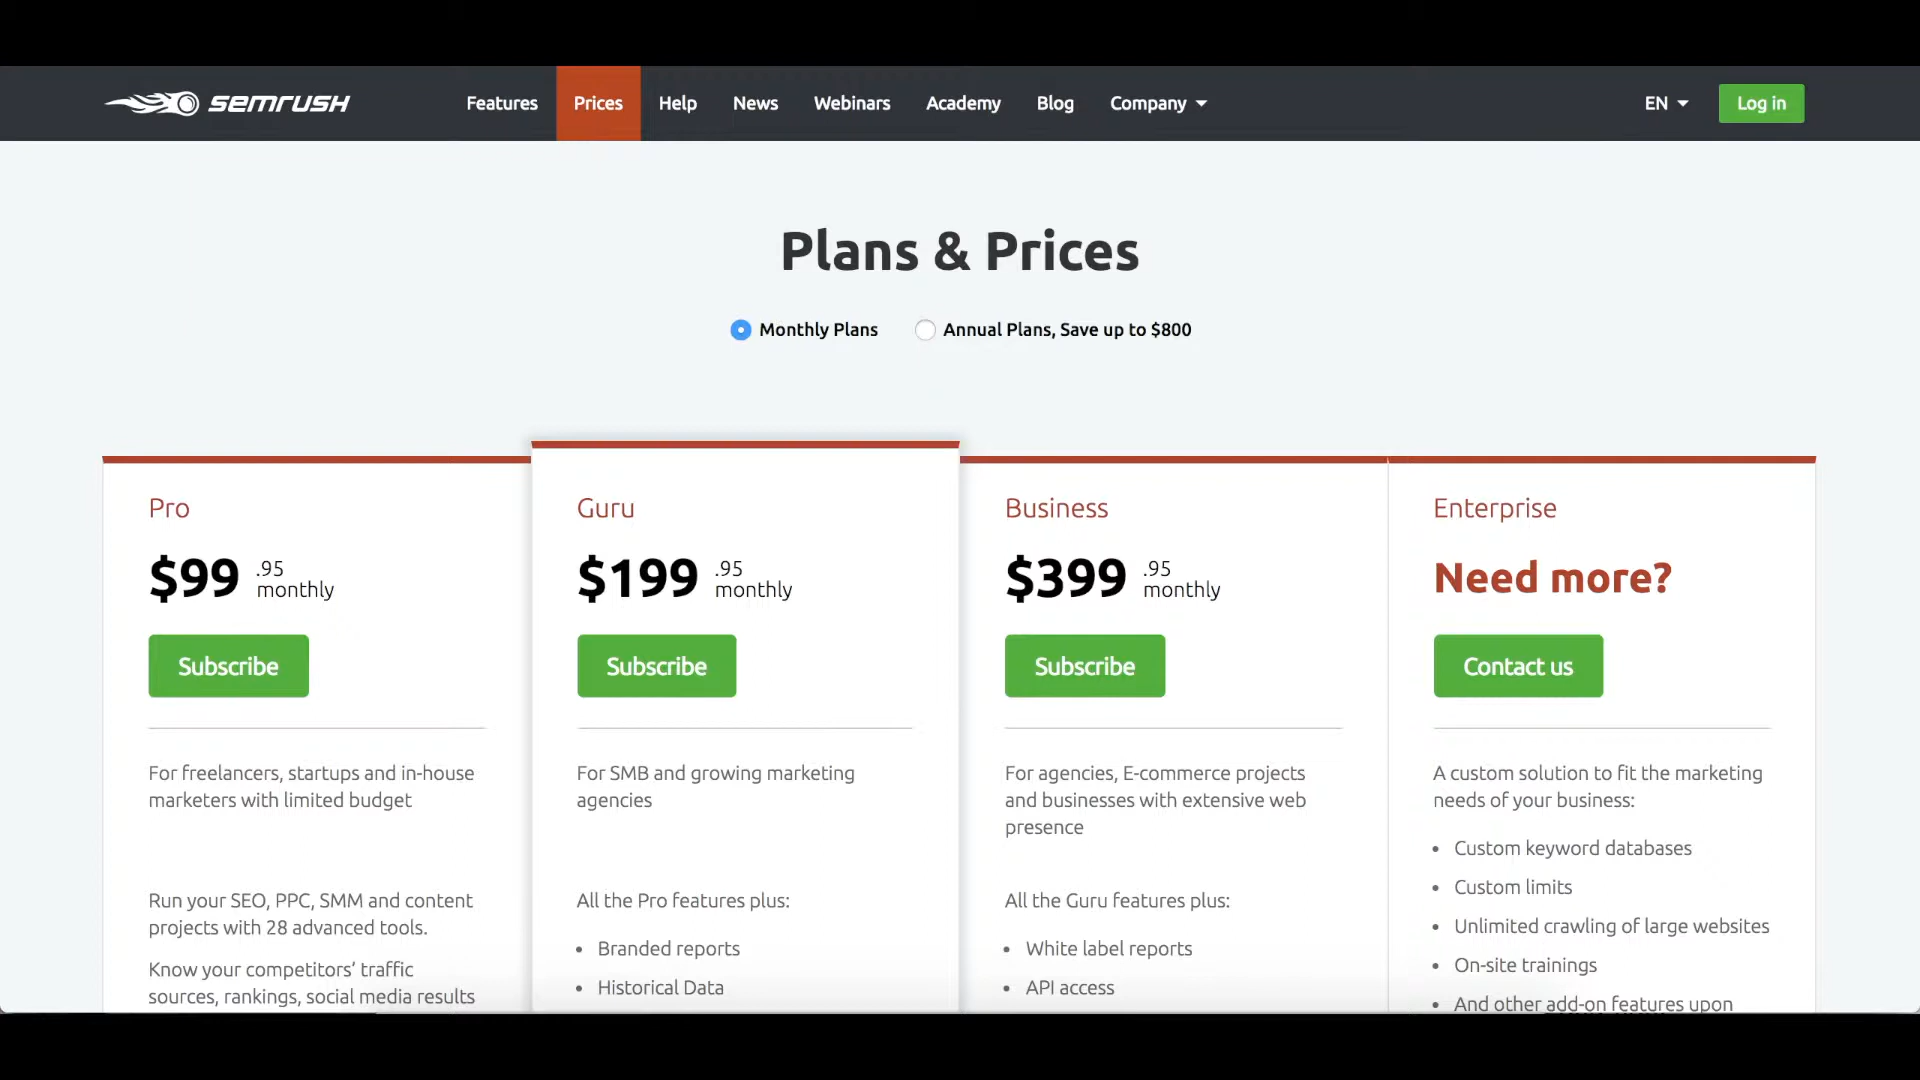 semrush
Features Prices Help News Webinars Academy Blog Company EN Log in
Plans & Prices
Monthly Plans Annual Plans, Save up to $800
Pro
$99 .95 monthly
Subscribe
For freelancers, startups and in-house
marketers with limited budget
Run your SEO, PPC, SMM and content
projects with 28 advanced tools.
Know your competitors’ traffic
sources, rankings, social media results
Guru
$199 .95 monthly
Subscribe
For SMB and growing marketing
agencies
All the Pro features plus:
• Branded reports
• Historical Data
Business
$399 .95 monthly
Subscribe
For agencies, E-commerce projects
and businesses with extensive web
presence
All the Guru features plus:
• White label reports
• API access
Enterprise
Need more?
Contact us
A custom solution to fit the marketing
needs of your business:
• Custom keyword databases
• Custom limits
• Unlimited crawling of large websites
• On-site trainings
• And other add-on features upon